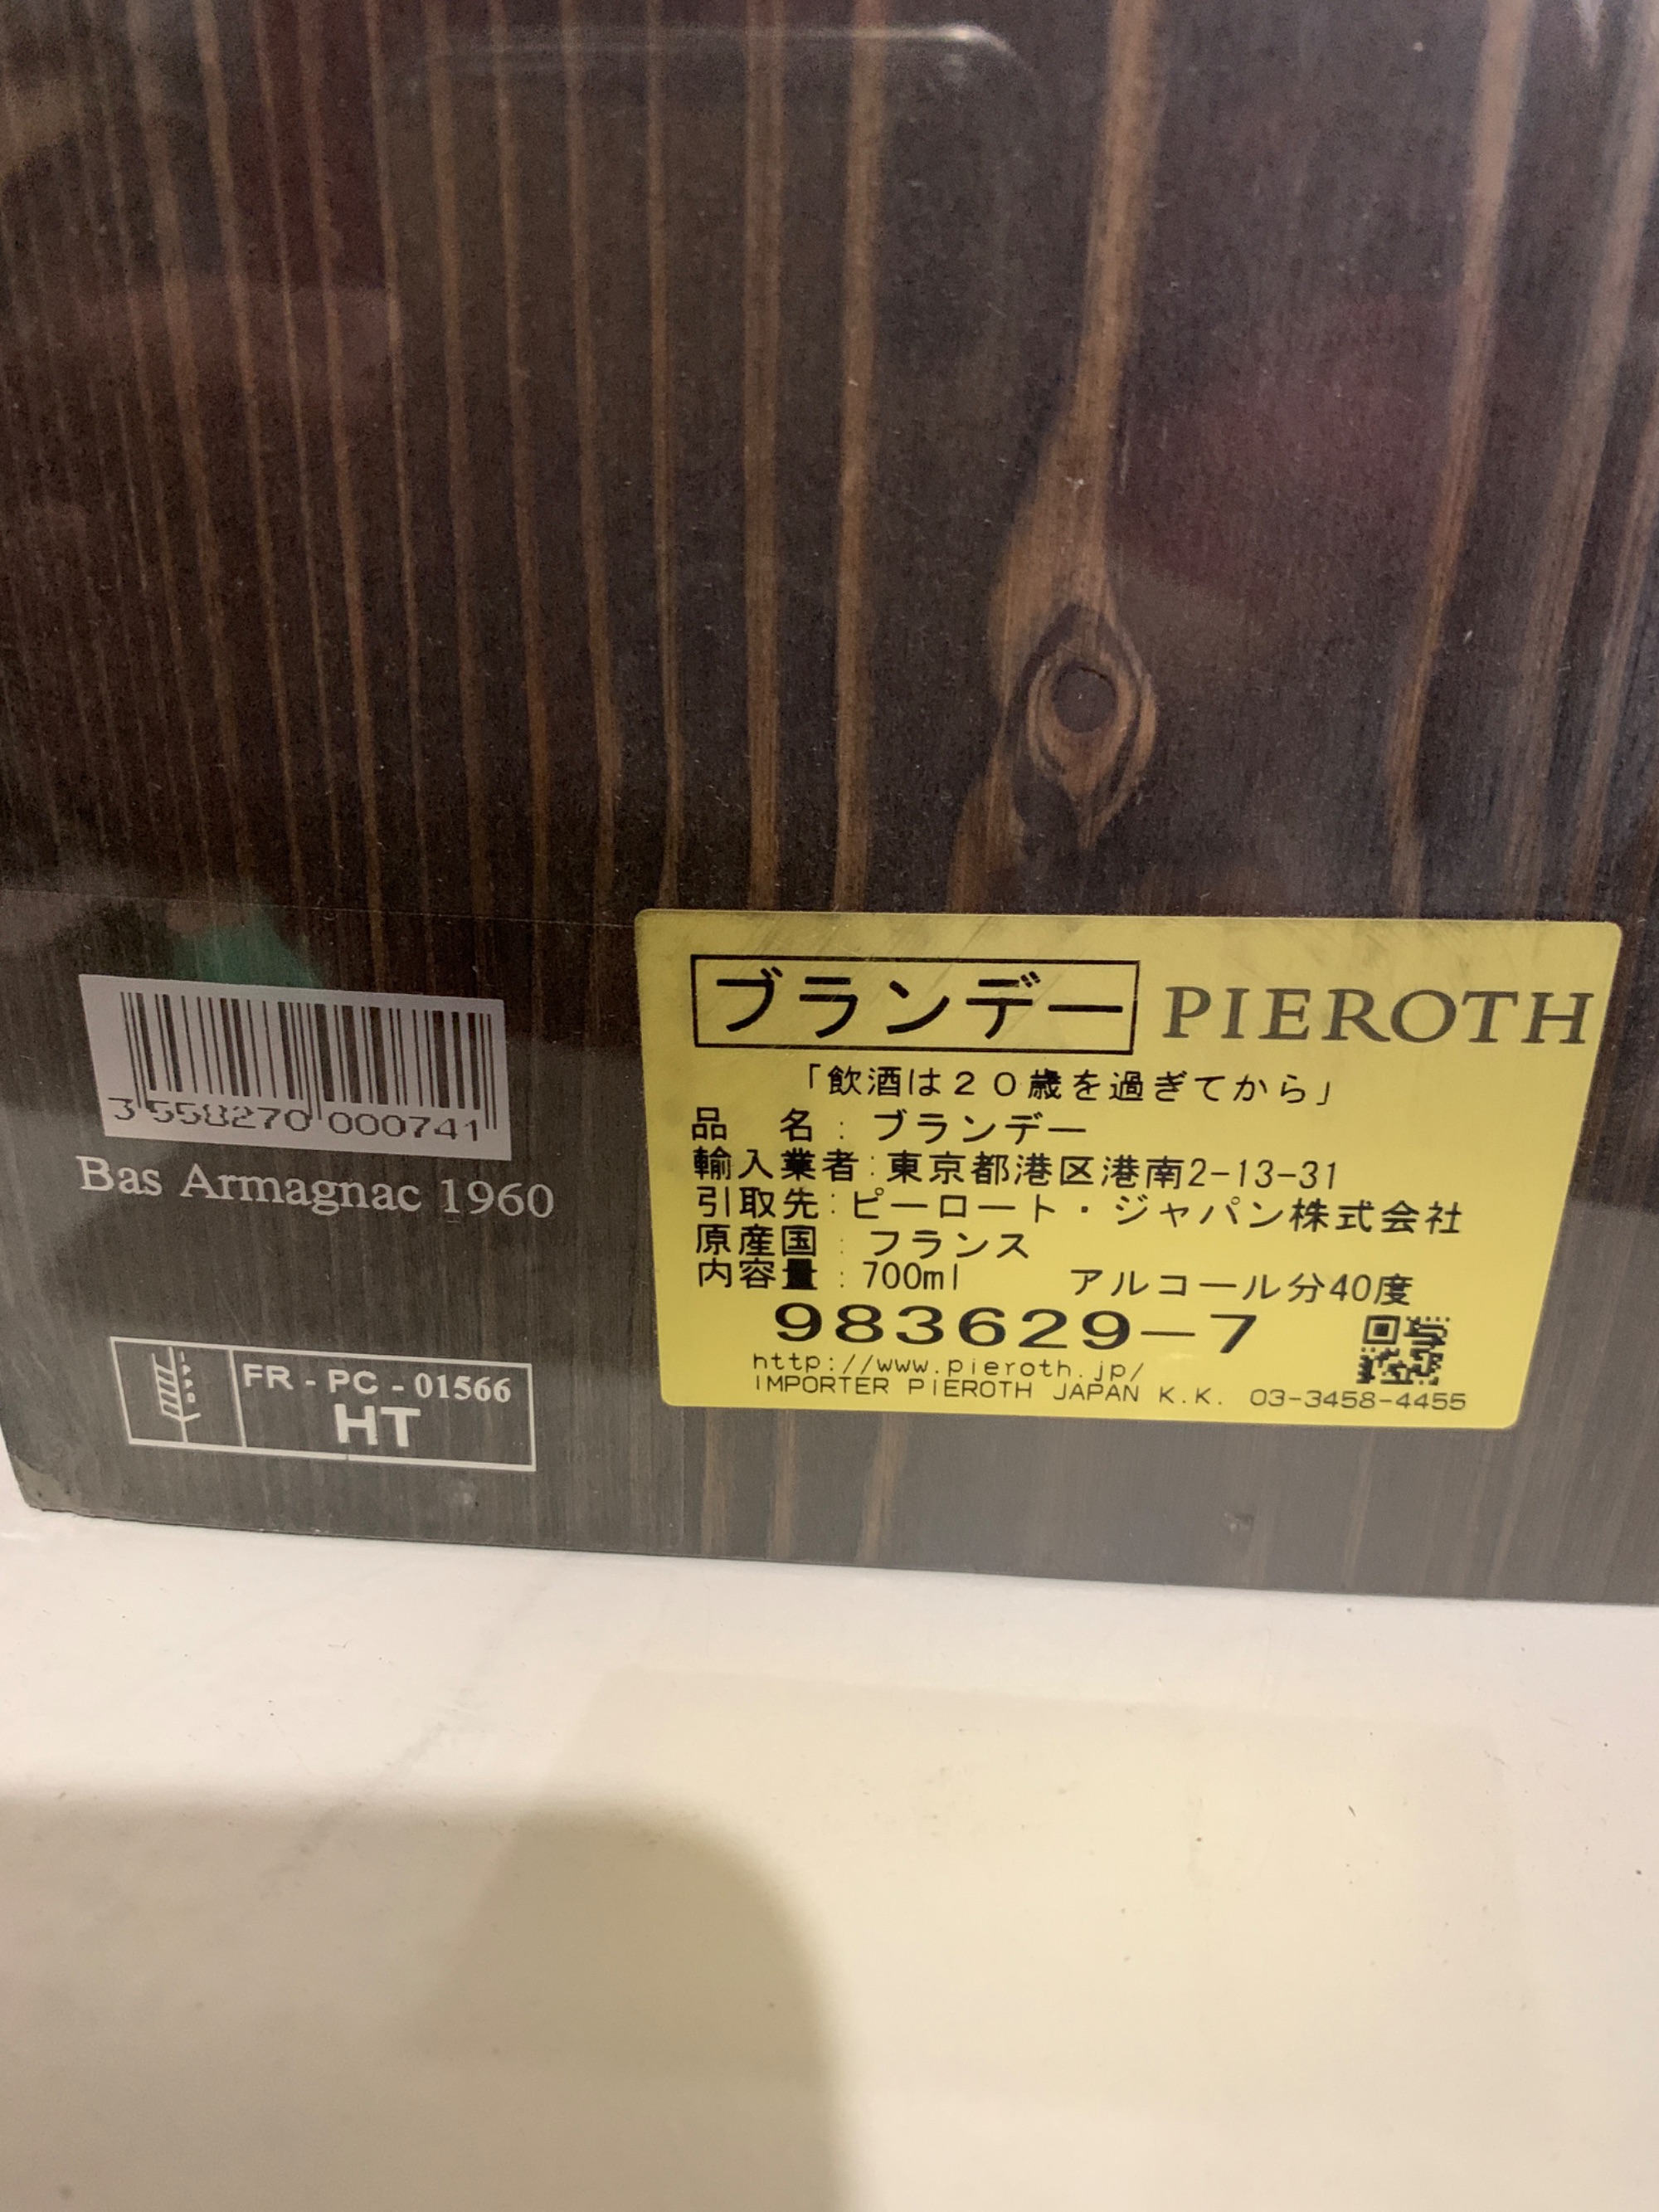 3 558270 000741
Bas Armagnac 1960
IPPC
FR - PC - 01566
HT
ブランデー PIEROTH
「飲酒は２０歳を過ぎてから」
品　名：ブランデー
輸入業者：東京都港区港南2-13-31
引取先：ピーロート・ジャパン株式会社
原産国：フランス
内容量：700ml　アルコール分40度
983629-7
http://www.pieroth.jp/
IMPORTER PIEROTH JAPAN K.K. 03-3458-4455